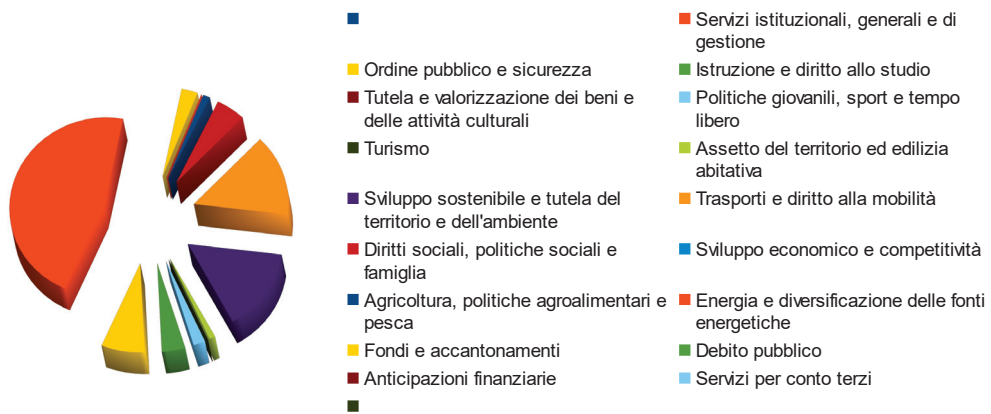 Servizi istituzionali, generali e di
gestione
Ordine pubblico e sicurezza
Istruzione e diritto allo studio
Tutela e valorizzazione dei beni e
delle attività culturali
Politiche giovanili, sport e tempo
libero
Turismo
Assetto del territorio ed edilizia
abitativa
Sviluppo sostenibile e tutela del
territorio e dell'ambiente
Trasporti e diritto alla mobilità
Diritti sociali, politiche sociali e
famiglia
Sviluppo economico e competitività
Agricoltura, politiche agroalimentari e
pesca
Energia e diversificazione delle fonti
energetiche
Fondi e accantonamenti
Debito pubblico
Anticipazioni finanziarie
Servizi per conto terzi